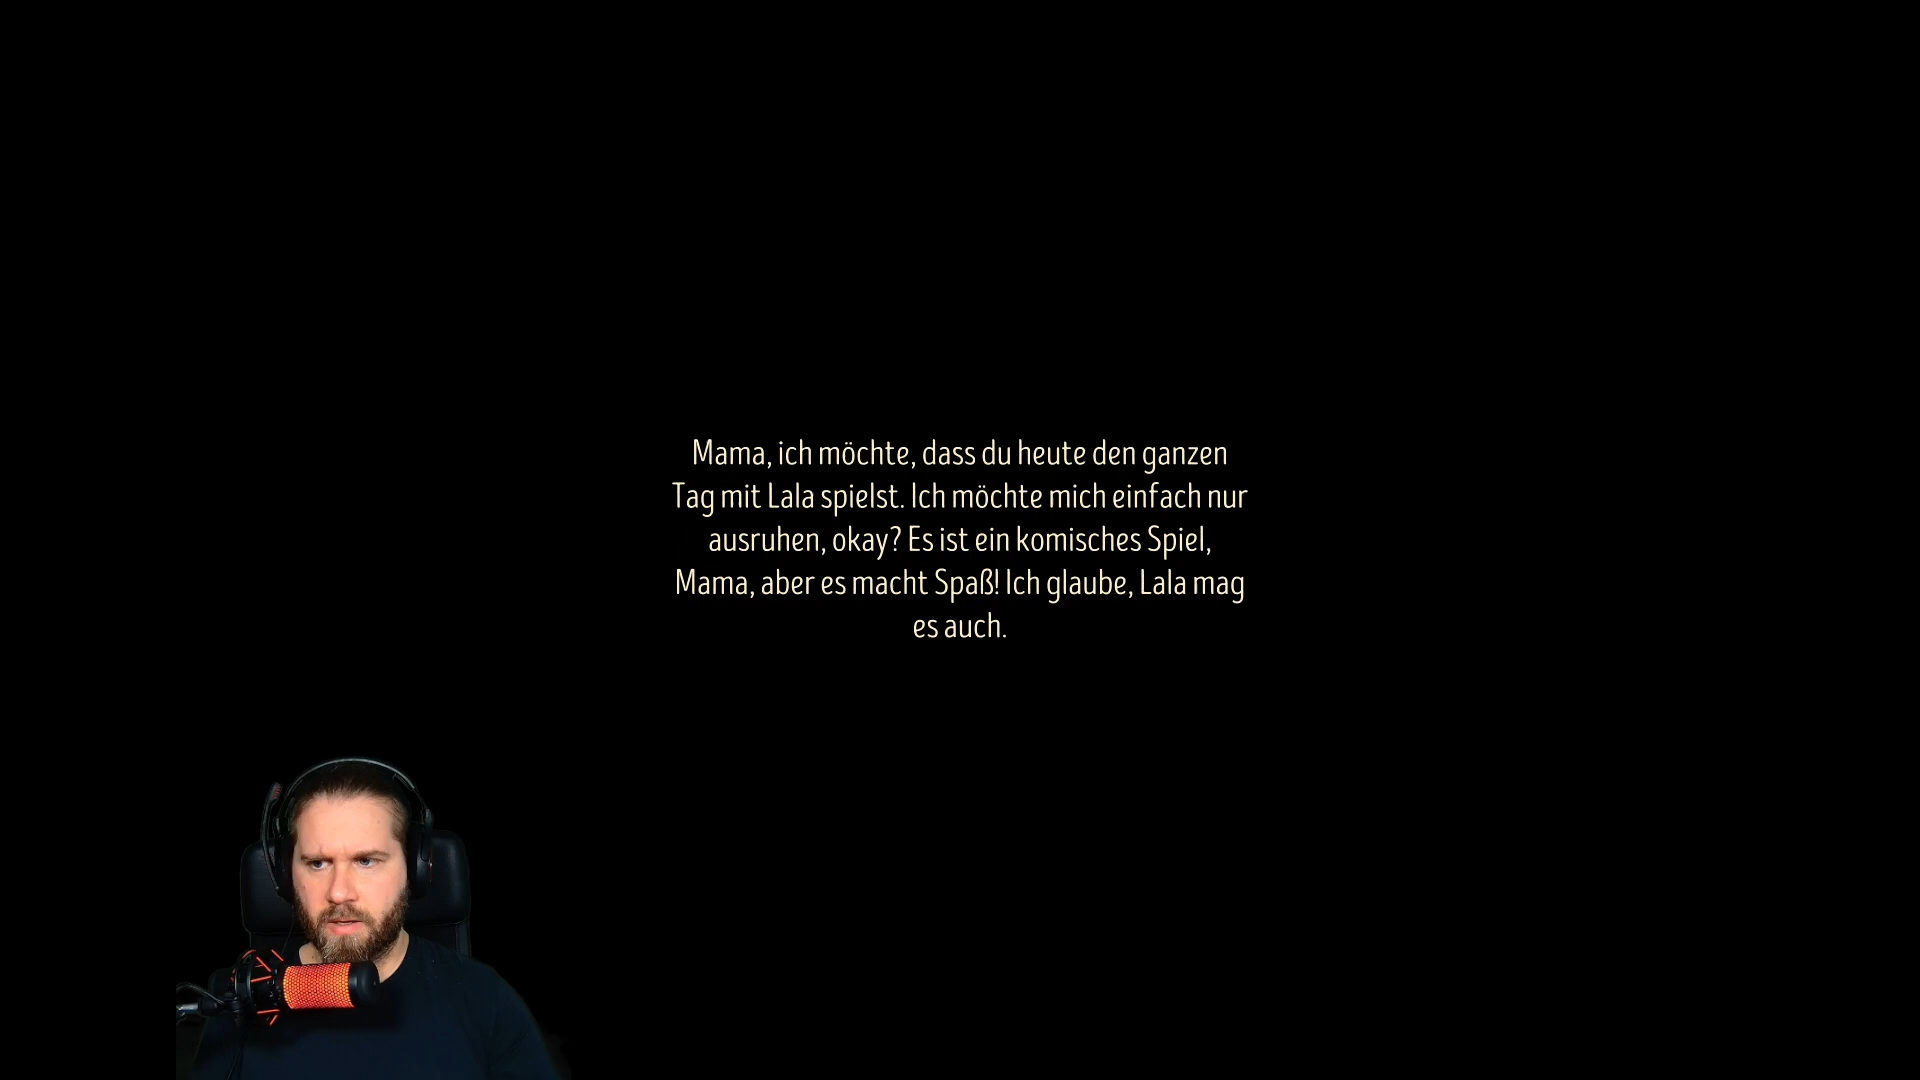 Mama, ich möchte, dass du heute den ganzen
Tag mit Lala spielst. Ich möchte mich einfach nur
ausruhen, okay? Es ist ein komisches Spiel,
Mama, aber es macht Spaß! Ich glaube, Lala mag
es auch.